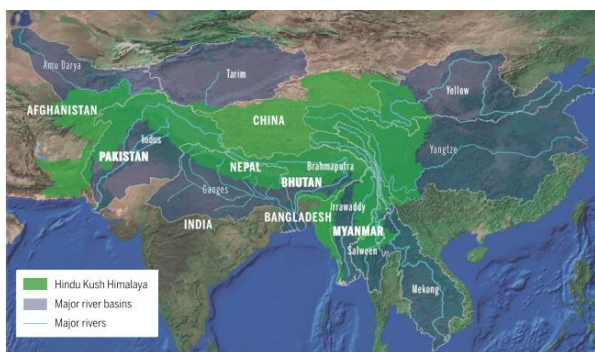 Amu Darya
Tarim
Yellow
AFGHANISTAN
CHINA
Indus
Yangtze
PAKISTAN
NEPAL
Brahmaputra
Ganges
BHUTAN
Irrawaddy
BANGLADESH
INDIA
MYANMAR
Salween
Mekong
Hindu Kush Himalaya
Major river basins
Major rivers